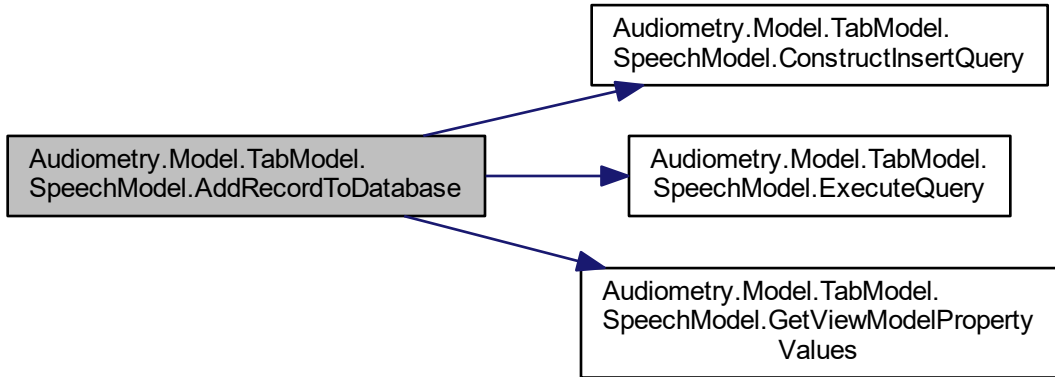 Audiometry.Model.TabModel.
SpeechModel.AddRecordToDatabase
Audiometry.Model.TabModel.
SpeechModel.ConstructInsertQuery
Audiometry.Model.TabModel.
SpeechModel.ExecuteQuery
Audiometry.Model.TabModel.
SpeechModel.GetViewModelProperty
Values